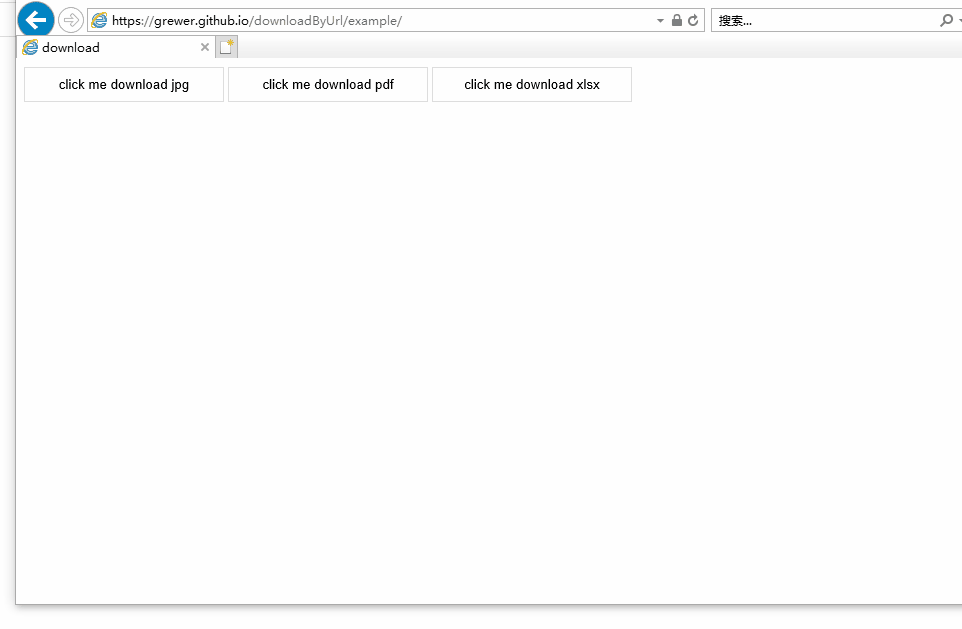 https://grewer.github.io/downloadByUrl/example/
搜索...
download
click me download jpg
click me download pdf
click me download xlsx